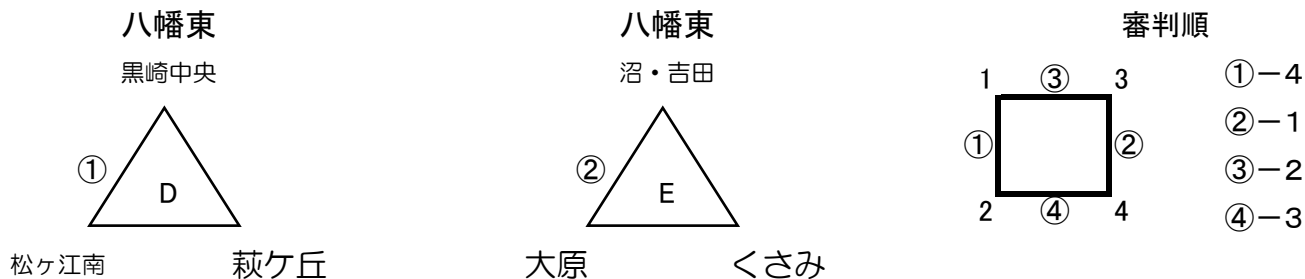 八幡東
黒崎中央
①
D
松ヶ江南
萩ケ丘
八幡東
沼・吉田
②
E
大原
くさみ
審判順
1 ③ 3
① ②
2 ④ 4
①－4
②－1
③－2
④－3